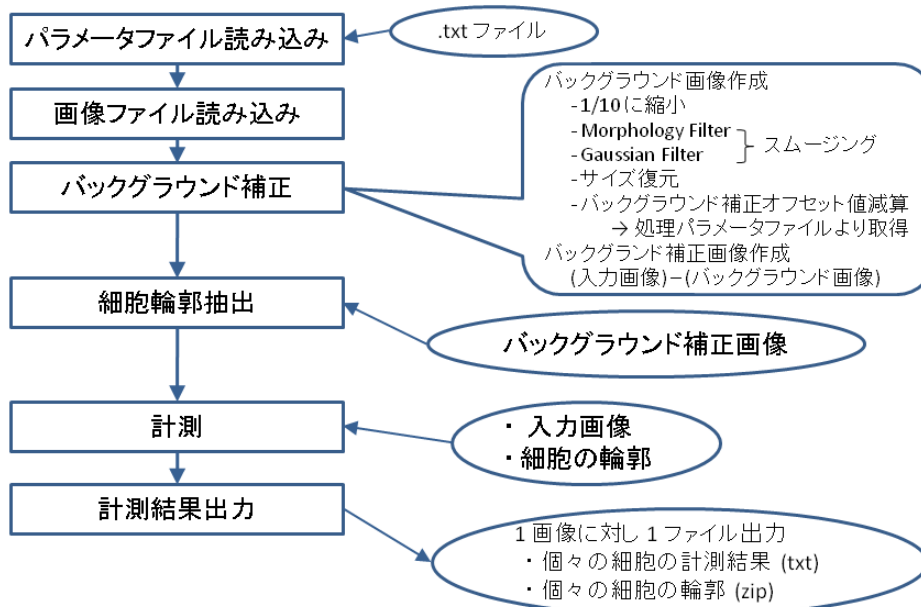 パラメータファイル読み込み
.txt ファイル
画像ファイル読み込み
バックグラウンド補正
バックグラウンド画像作成
-1/10に縮小
-Morphology Filter
-Gaussian Filter
スムージング
-サイズ復元
-バックグラウンド補正オフセット値減算
→ 処理パラメータファイルより取得
バックグランド補正画像作成
(入力画像)−(バックグラウンド画像)
細胞輪郭抽出
バックグラウンド補正画像
計測
・ 入力画像
・細胞の輪郭
計測結果出力
1画像に対し1ファイル出力
・ 個々の細胞の計測結果 (txt)
・ 個々の細胞の輪郭 (zip)